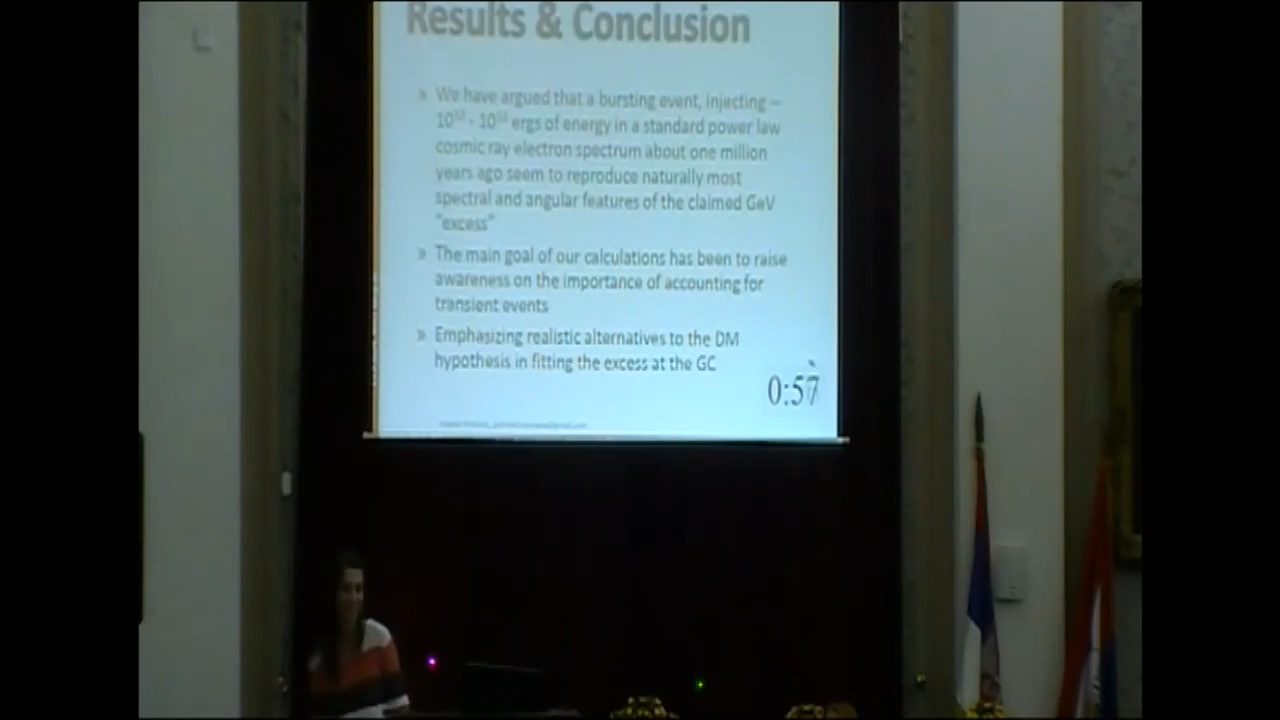 Results & Conclusion
» We have argued that a bursting event, injecting ~
10⁵² - 10⁵³ ergs of energy in a standard power law
cosmic ray electron spectrum about one million
years ago seem to reproduce naturally most
spectral and angular features of the claimed GeV
"excess"
» The main goal of our calculations has been to raise
awareness on the importance of accounting for
transient events
» Emphasizing realistic alternatives to the DM
hypothesis in fitting the excess at the GC
0:57